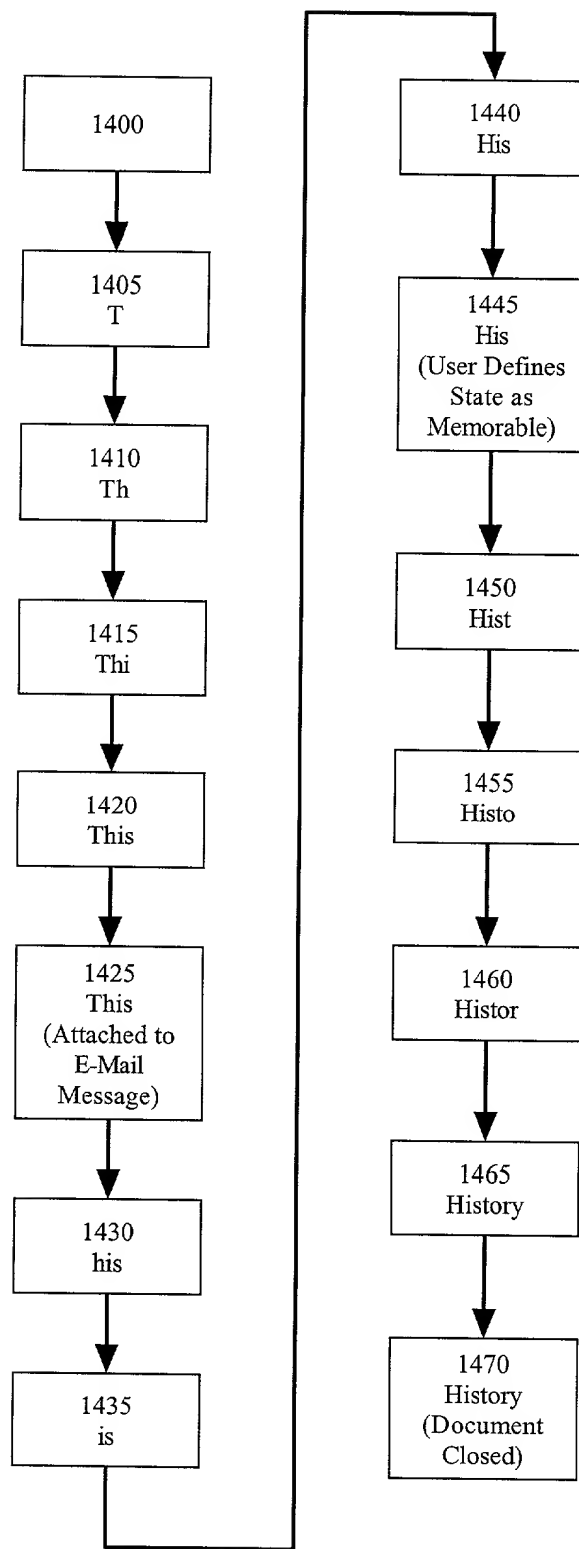 1400
1405
T
1410
Th
1415
Thi
1420
This
1425
This
(Attached to
E-Mail
Message)
1430
his
1435
is
1440
His
1445
His
(User Defines
State as
Memorable)
1450
Hist
1455
Histo
1460
Histor
1465
History
1470
History
(Document
Closed)